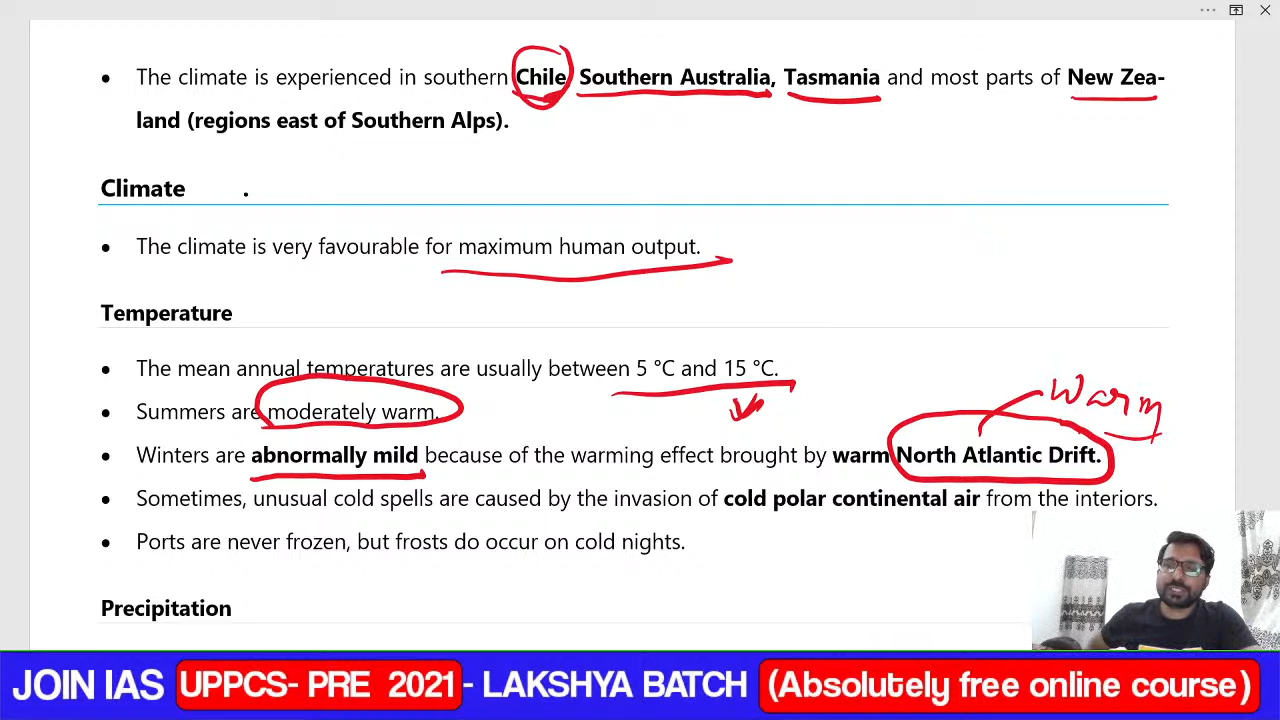 • The climate is experienced in southern Chile, Southern Australia, Tasmania and most parts of New Zea-
land (regions east of Southern Alps).
Climate .
• The climate is very favourable for maximum human output.
Temperature
• The mean annual temperatures are usually between 5 °C and 15 °C.
• Summers are moderately warm.
Warm
• Winters are abnormally mild because of the warming effect brought by warm North Atlantic Drift.
• Sometimes, unusual cold spells are caused by the invasion of cold polar continental air from the interiors.
• Ports are never frozen, but frosts do occur on cold nights.
Precipitation
JOIN IAS UPPCS- PRE 2021 - LAKSHYA BATCH (Absolutely free online course)